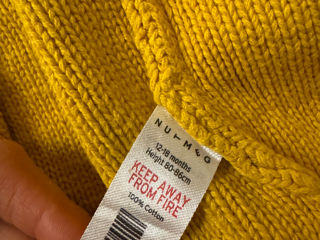 NUTMEG
12-18 months
Height 80-86cm
KEEP AWAY
FROM FIRE
100% Cotton